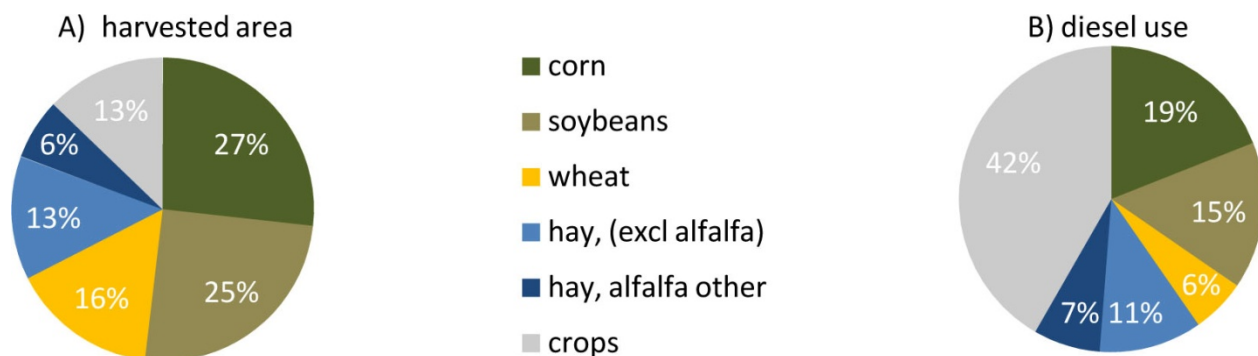 A) harvested area
13%
27%
6%
13%
16%
25%
corn
soybeans
wheat
hay, (excl alfalfa)
hay, alfalfa other
crops
B) diesel use
19%
42%
15%
6%
7%
11%